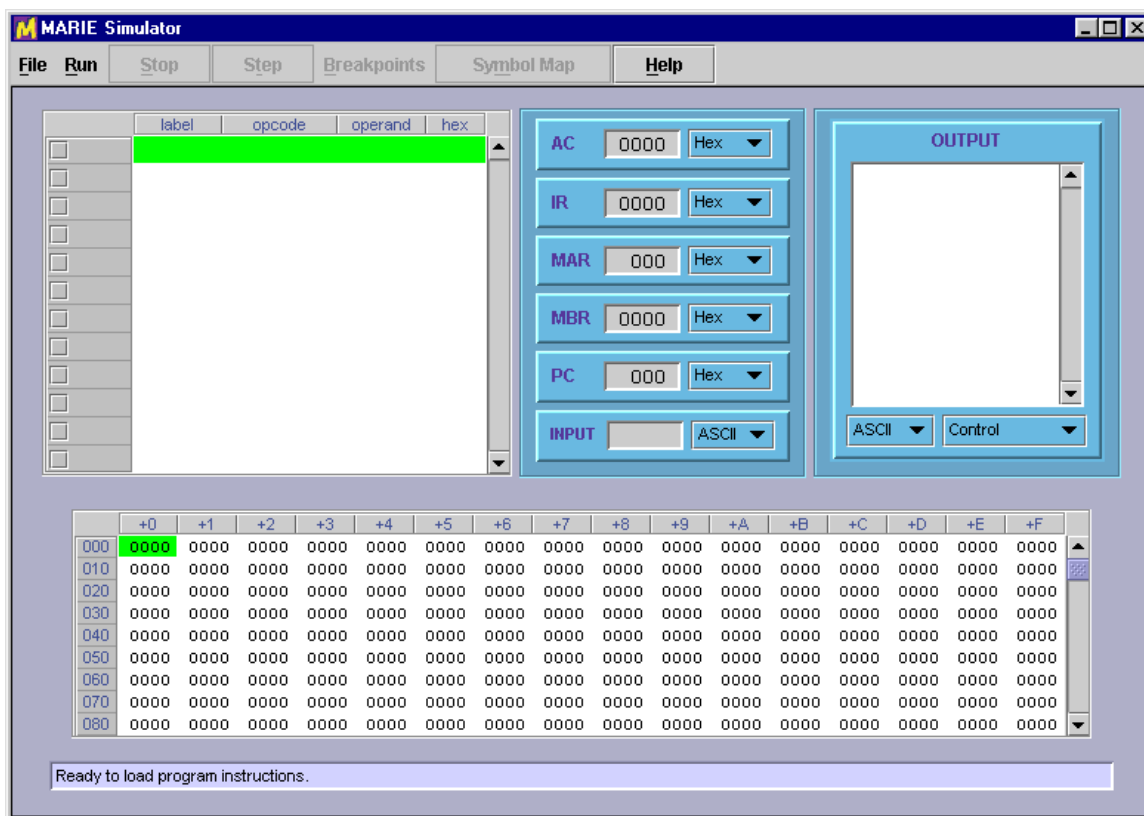 MARIE Simulator
File Run Stop Step Breakpoints Symbol Map Help
label opcode operand hex
AC 0000 Hex
IR 0000 Hex
MAR 000 Hex
MBR 0000 Hex
PC 000 Hex
INPUT ASCII
OUTPUT
ASCII Control
+0 +1 +2 +3 +4 +5 +6 +7 +8 +9 +A +B +C +D +E +F
000 0000 0000 0000 0000 0000 0000 0000 0000 0000 0000 0000 0000 0000 0000 0000 0000
010 0000 0000 0000 0000 0000 0000 0000 0000 0000 0000 0000 0000 0000 0000 0000 0000
020 0000 0000 0000 0000 0000 0000 0000 0000 0000 0000 0000 0000 0000 0000 0000 0000
030 0000 0000 0000 0000 0000 0000 0000 0000 0000 0000 0000 0000 0000 0000 0000 0000
040 0000 0000 0000 0000 0000 0000 0000 0000 0000 0000 0000 0000 0000 0000 0000 0000
050 0000 0000 0000 0000 0000 0000 0000 0000 0000 0000 0000 0000 0000 0000 0000 0000
060 0000 0000 0000 0000 0000 0000 0000 0000 0000 0000 0000 0000 0000 0000 0000 0000
070 0000 0000 0000 0000 0000 0000 0000 0000 0000 0000 0000 0000 0000 0000 0000 0000
080 0000 0000 0000 0000 0000 0000 0000 0000 0000 0000 0000 0000 0000 0000 0000 0000
Ready to load program instructions.